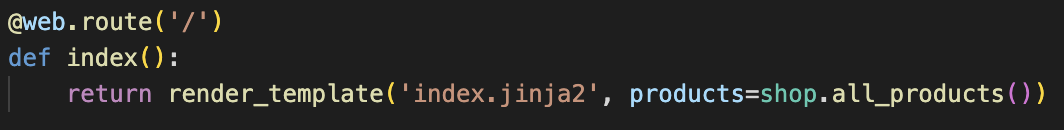 @web.route('/')
def index():
    return render_template('index.jinja2', products=shop.all_products())